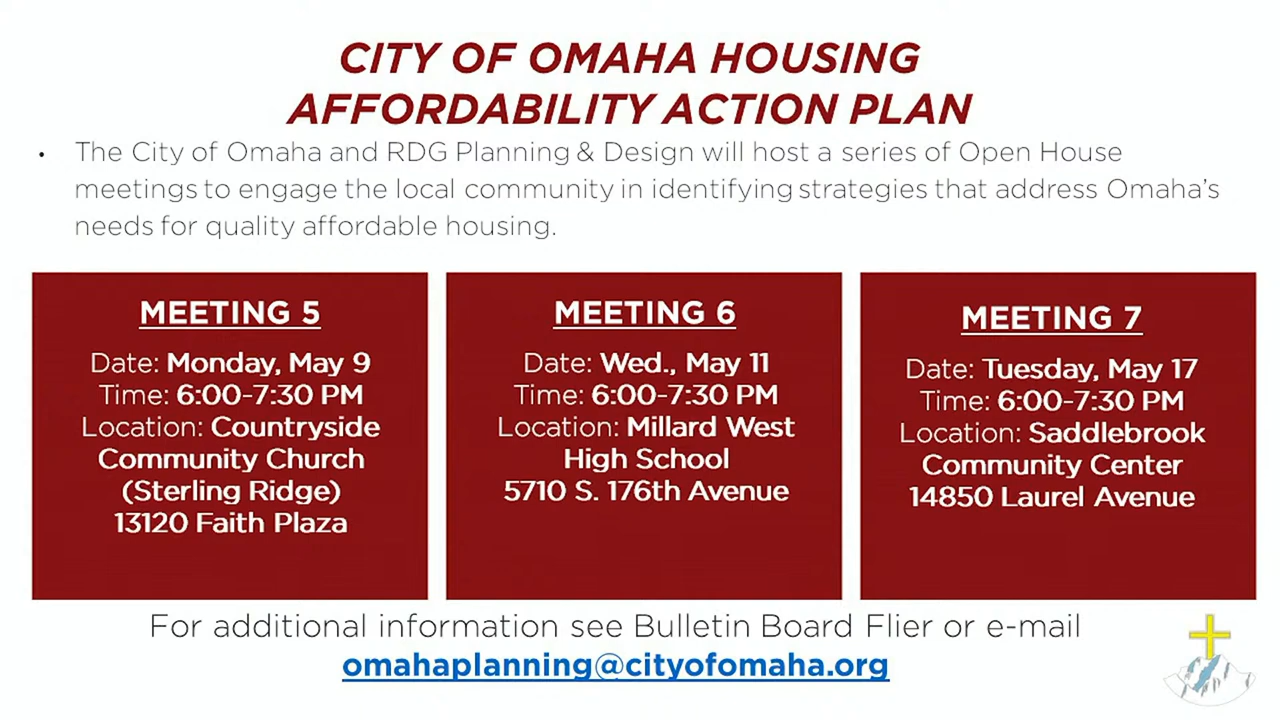 CITY OF OMAHA HOUSING
AFFORDABILITY ACTION PLAN
• The City of Omaha and RDG Planning & Design will host a series of Open House
meetings to engage the local community in identifying strategies that address Omaha's
needs for quality affordable housing.
MEETING 5
Date: Monday, May 9
Time: 6:00-7:30 PM
Location: Countryside
Community Church
(Sterling Ridge)
13120 Faith Plaza
MEETING 6
Date: Wed., May 11
Time: 6:00-7:30 PM
Location: Millard West
High School
5710 S. 176th Avenue
MEETING 7
Date: Tuesday, May 17
Time: 6:00-7:30 PM
Location: Saddlebrook
Community Center
14850 Laurel Avenue
For additional information see Bulletin Board Flier or e-mail
omahaplanning@cityofomaha.org